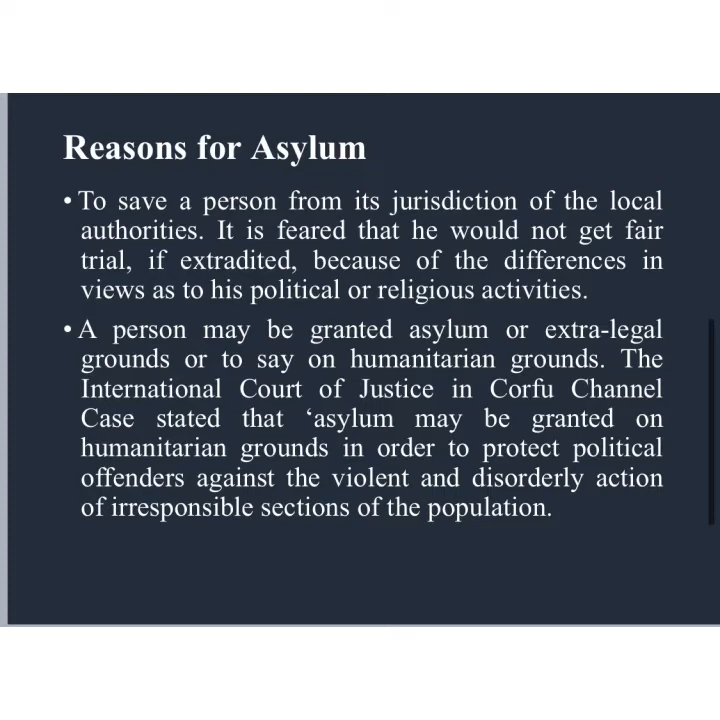 Reasons for Asylum
• To save a person from its jurisdiction of the local
authorities. It is feared that he would not get fair
trial, if extradited, because of the differences in
views as to his political or religious activities.
• A person may be granted asylum or extra-legal
grounds or to say on humanitarian grounds. The
International Court of Justice in Corfu Channel
Case stated that ‘asylum may be granted on
humanitarian grounds in order to protect political
offenders against the violent and disorderly action
of irresponsible sections of the population.